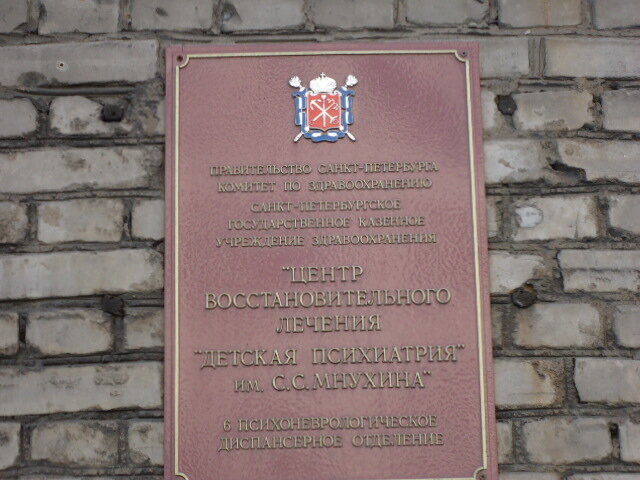 ПРАВИТЕЛЬСТВО САНКТ-ПЕТЕРБУРГА
КОМИТЕТ ПО ЗДРАВООХРАНЕНИЮ
САНКТ-ПЕТЕРБУРГСКОЕ
ГОСУДАРСТВЕННОЕ КАЗЕННОЕ
УЧРЕЖДЕНИЕ ЗДРАВООХРАНЕНИЯ
"ЦЕНТР
ВОССТАНОВИТЕЛЬНОГО
ЛЕЧЕНИЯ
"ДЕТСКАЯ ПСИХИАТРИЯ"
ИМ. С.С.МНУХИНА"
6 ПСИХОНЕВРОЛОГИЧЕСКОЕ
ДИСПАНСЕРНОЕ ОТДЕЛЕНИЕ